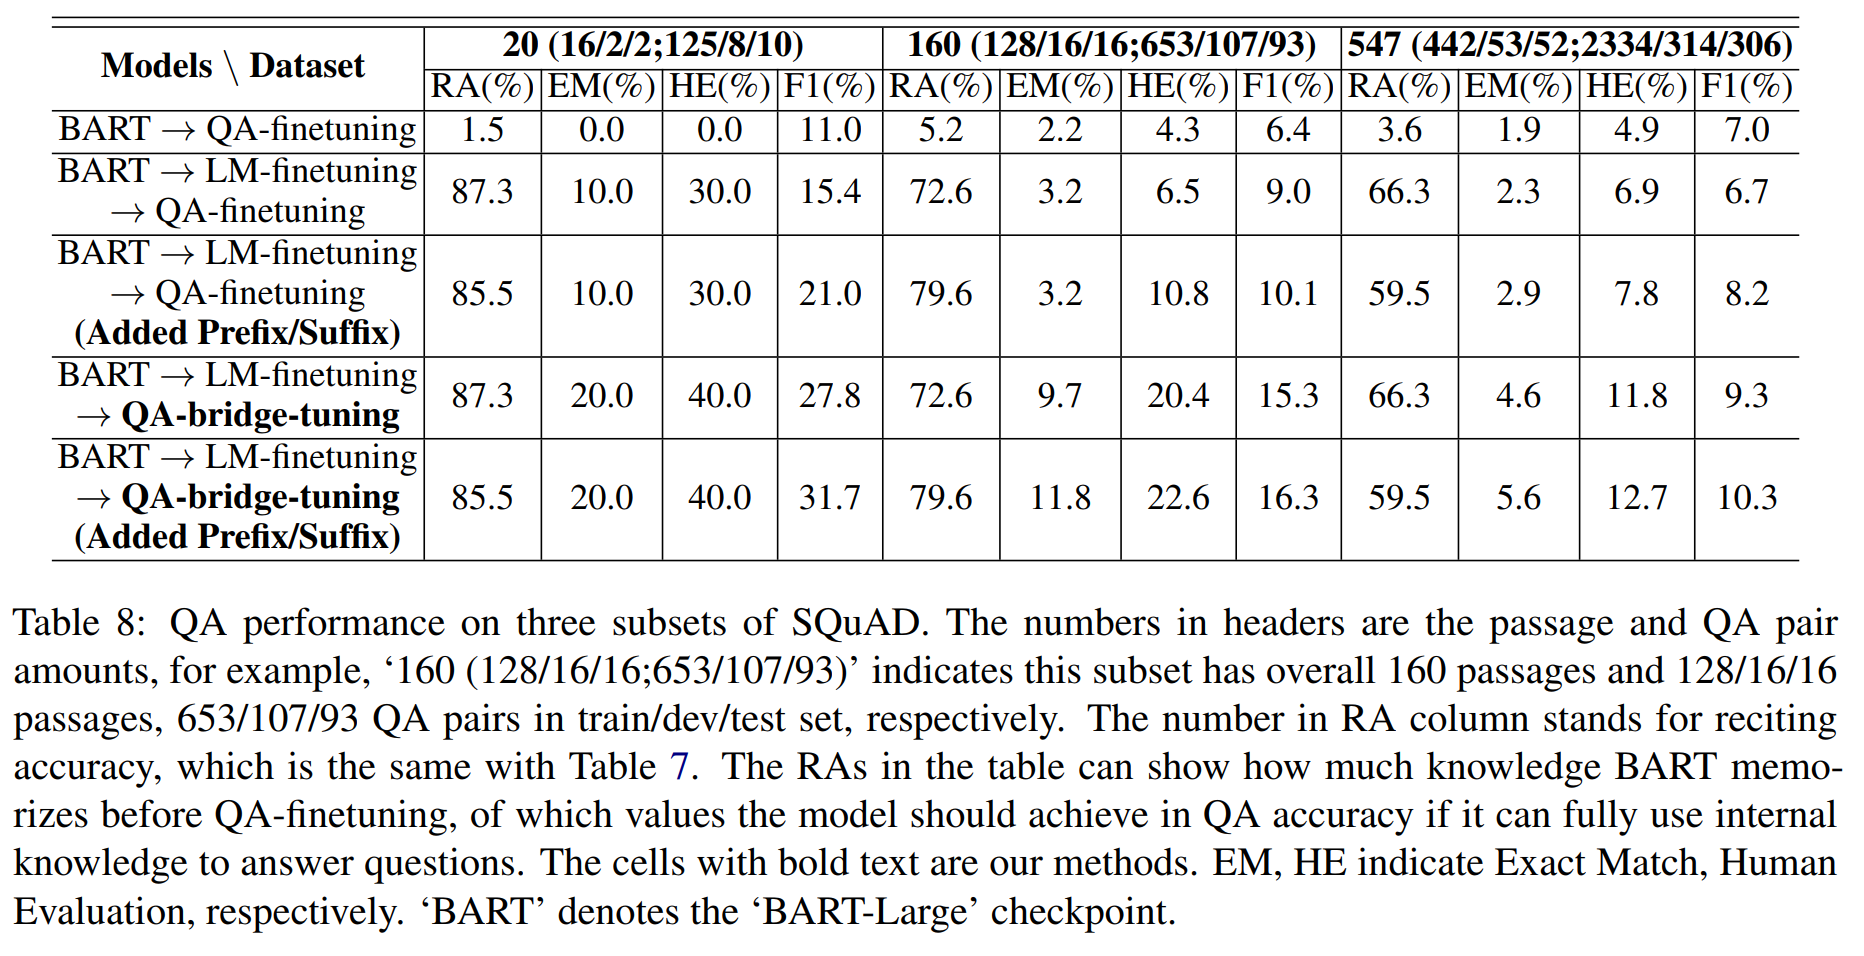 Models \ Dataset 20 (16/2/2;125/8/10) 160 (128/16/16;653/107/93) 547 (442/53/52;2334/314/306)
RA(%) EM(%) HE(%) F1(%) RA(%) EM(%) HE(%) F1(%) RA(%) EM(%) HE(%) F1(%)
BART → QA-finetuning 1.5 0.0 0.0 11.0 5.2 2.2 4.3 6.4 3.6 1.9 4.9 7.0
BART → LM-finetuning
→ QA-finetuning 87.3 10.0 30.0 15.4 72.6 3.2 6.5 9.0 66.3 2.3 6.9 6.7
BART → LM-finetuning
→ QA-finetuning 85.5 10.0 30.0 21.0 79.6 3.2 10.8 10.1 59.5 2.9 7.8 8.2
(Added Prefix/Suffix)
BART → LM-finetuning
→ QA-bridge-tuning 87.3 20.0 40.0 27.8 72.6 9.7 20.4 15.3 66.3 4.6 11.8 9.3
BART → LM-finetuning
→ QA-bridge-tuning 85.5 20.0 40.0 31.7 79.6 11.8 22.6 16.3 59.5 5.6 12.7 10.3
(Added Prefix/Suffix)
Table 8: QA performance on three subsets of SQuAD. The numbers in headers are the passage and QA pair
amounts, for example, ‘160 (128/16/16;653/107/93)’ indicates this subset has overall 160 passages and 128/16/16
passages, 653/107/93 QA pairs in train/dev/test set, respectively. The number in RA column stands for reciting
accuracy, which is the same with Table 7. The RAs in the table can show how much knowledge BART memo-
rizes before QA-finetuning, of which values the model should achieve in QA accuracy if it can fully use internal
knowledge to answer questions. The cells with bold text are our methods. EM, HE indicate Exact Match, Human
Evaluation, respectively. ‘BART’ denotes the ‘BART-Large’ checkpoint.